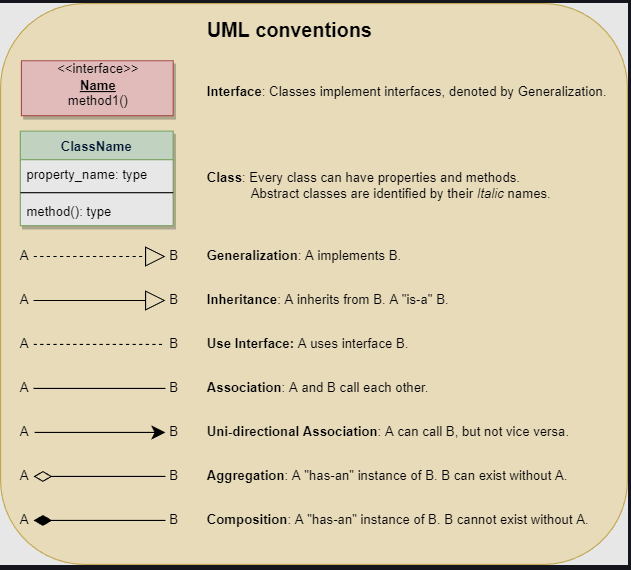 UML conventions
<<interface>>
Name
method1()
Interface: Classes implement interfaces, denoted by Generalization.
ClassName
property_name: type
method(): type
Class: Every class can have properties and methods.
Abstract classes are identified by their Italic names.
A B Generalization: A implements B.
A B Inheritance: A inherits from B. A "is-a" B.
A B Use Interface: A uses interface B.
A B Association: A and B call each other.
A B Uni-directional Association: A can call B, but not vice versa.
A B Aggregation: A "has-an" instance of B. B can exist without A.
A B Composition: A "has-an" instance of B. B cannot exist without A.